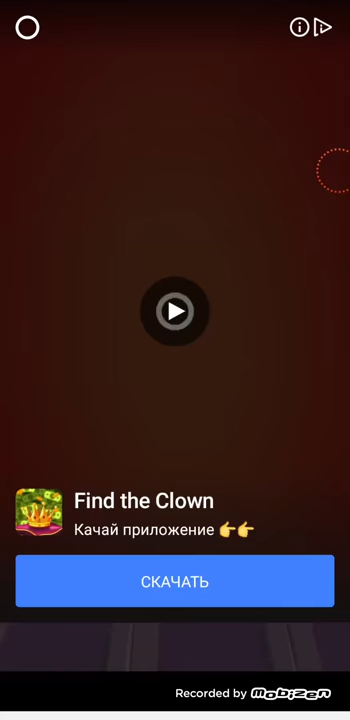 Find the Clown
Качай приложение 👉👉
СКАЧАТЬ
Recorded by mobizen